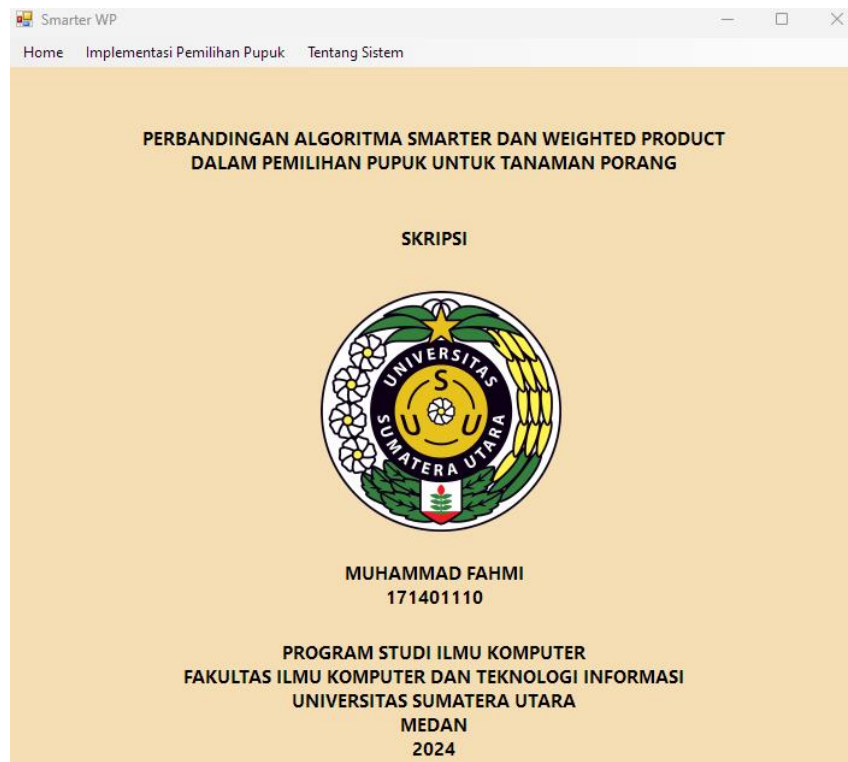 Smarter WP
Home Implementasi Pemilihan Pupuk Tentang Sistem
PERBANDINGAN ALGORITMA SMARTER DAN WEIGHTED PRODUCT
DALAM PEMILIHAN PUPUK UNTUK TANAMAN PORANG
SKRIPSI
UNIVERSITAS
S
U U
SUMATERA UTARA
MUHAMMAD FAHMI
171401110
PROGRAM STUDI ILMU KOMPUTER
FAKULTAS ILMU KOMPUTER DAN TEKNOLOGI INFORMASI
UNIVERSITAS SUMATERA UTARA
MEDAN
2024